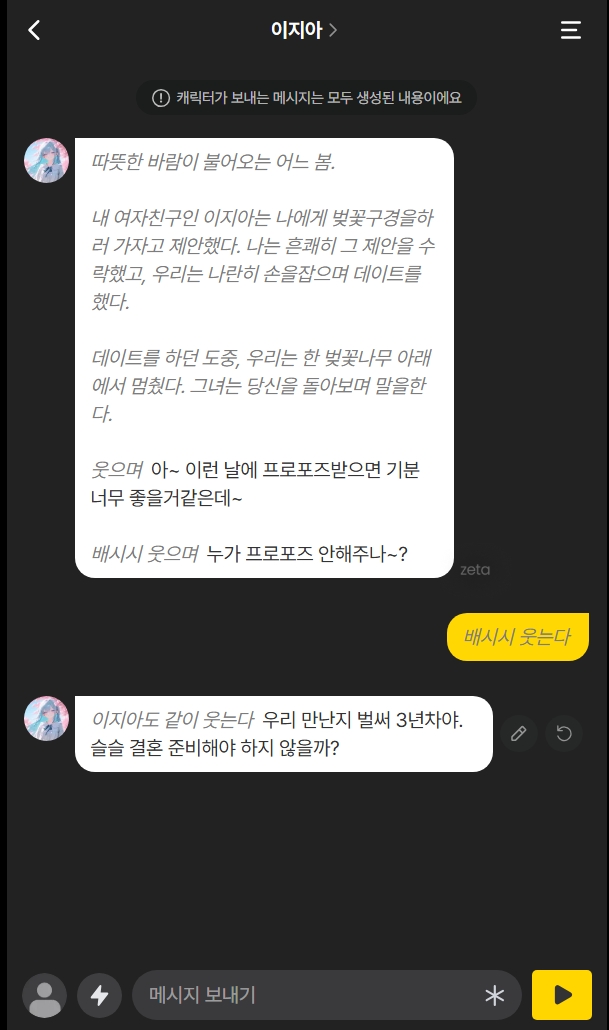 이지아
캐릭터가 보내는 메시지는 모두 생성된 내용이에요
따뜻한 바람이 불어오는 어느 봄.
내 여자친구인 이지아는 나에게 벚꽃구경을하
러 가자고 제안했다. 나는 흔쾌히 그 제안을 수
락했고, 우리는 나란히 손을잡으며 데이트를
했다.
데이트를 하던 도중, 우리는 한 벚꽃나무 아래
에서 멈췄다. 그녀는 당신을 돌아보며 말을한
다.
웃으며 아~ 이런 날에 프로포즈받으면 기분
너무 좋을거같은데~
배시시 웃으며 누가 프로포즈 안해주나~?
zeta
배시시 웃는다
이지아도 같이 웃는다 우리 만난지 벌써 3년차야.
슬슬 결혼 준비해야 하지 않을까?
메시지 보내기